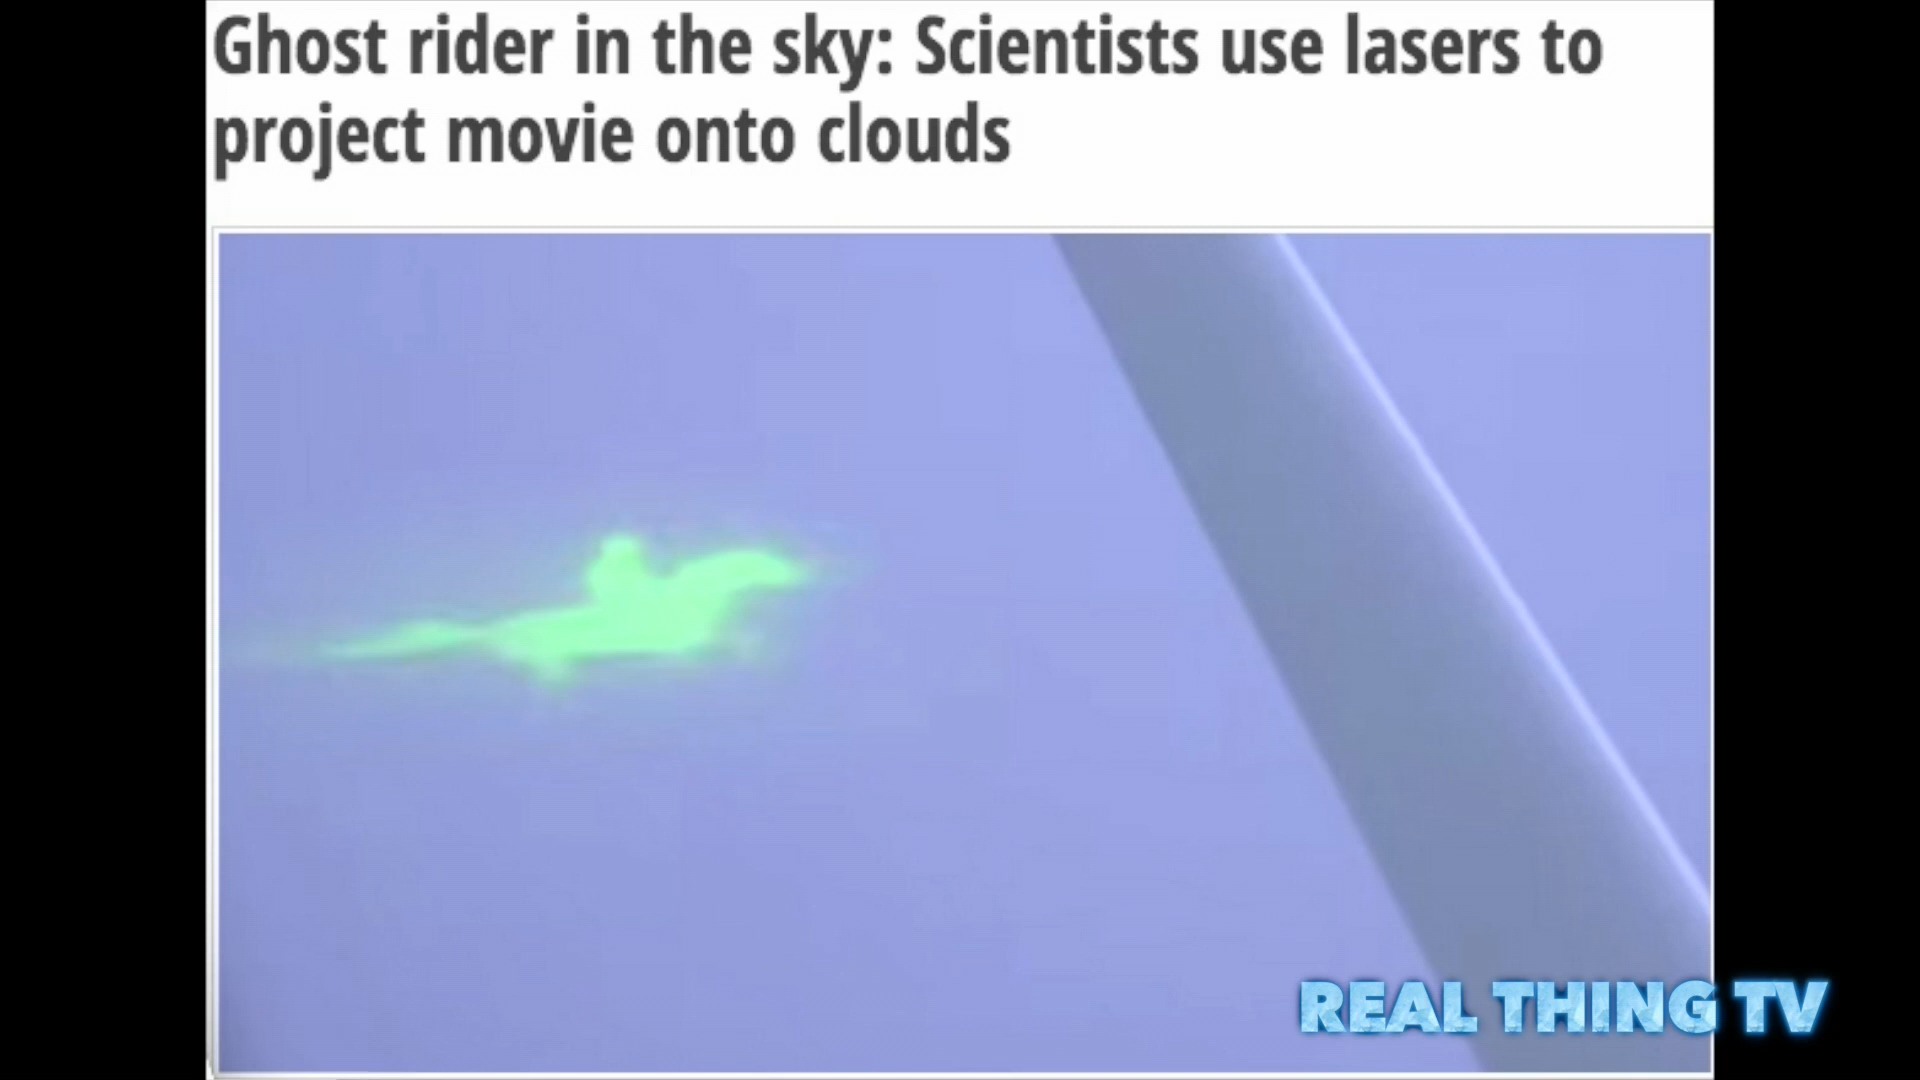 Ghost rider in the sky: Scientists use lasers to
project movie onto clouds
REAL THING TV